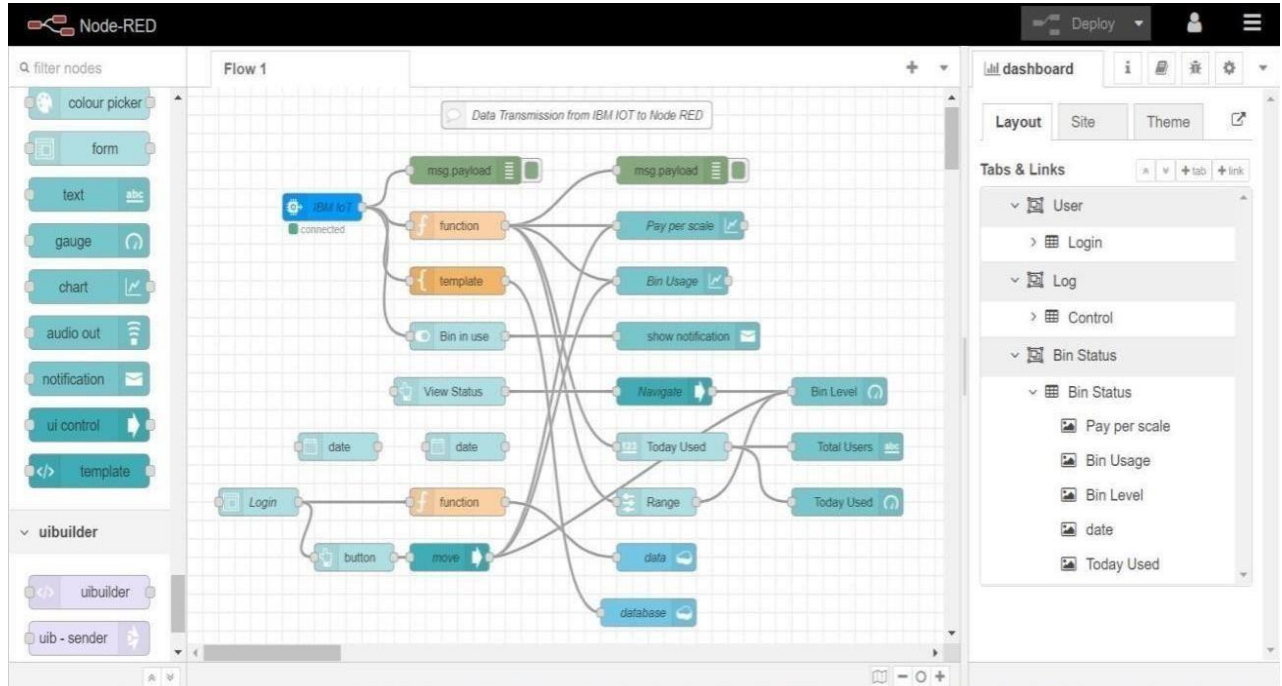 Node-RED
Deploy
filter nodes
Flow 1
dashboard
i
colour picker
form
text
abc
gauge
chart
audio out
notification
ui control
template
uibuilder
uibuilder
uib - sender
Data Transmission from IBM IOT to Node RED
msg.payload
msg.payload
IBM IoT
connected
function
Pay per scale
template
Bin Usage
Bin in use
show notification
View Status
Navigate
Bin Level
date
date
123
Today Used
Total Users
abc
Login
function
Range
Today Used
button
move
data
database
Layout
Site
Theme
Tabs & Links
+ tab
+ link
User
Login
Log
Control
Bin Status
Bin Status
Pay per scale
Bin Usage
Bin Level
date
Today Used